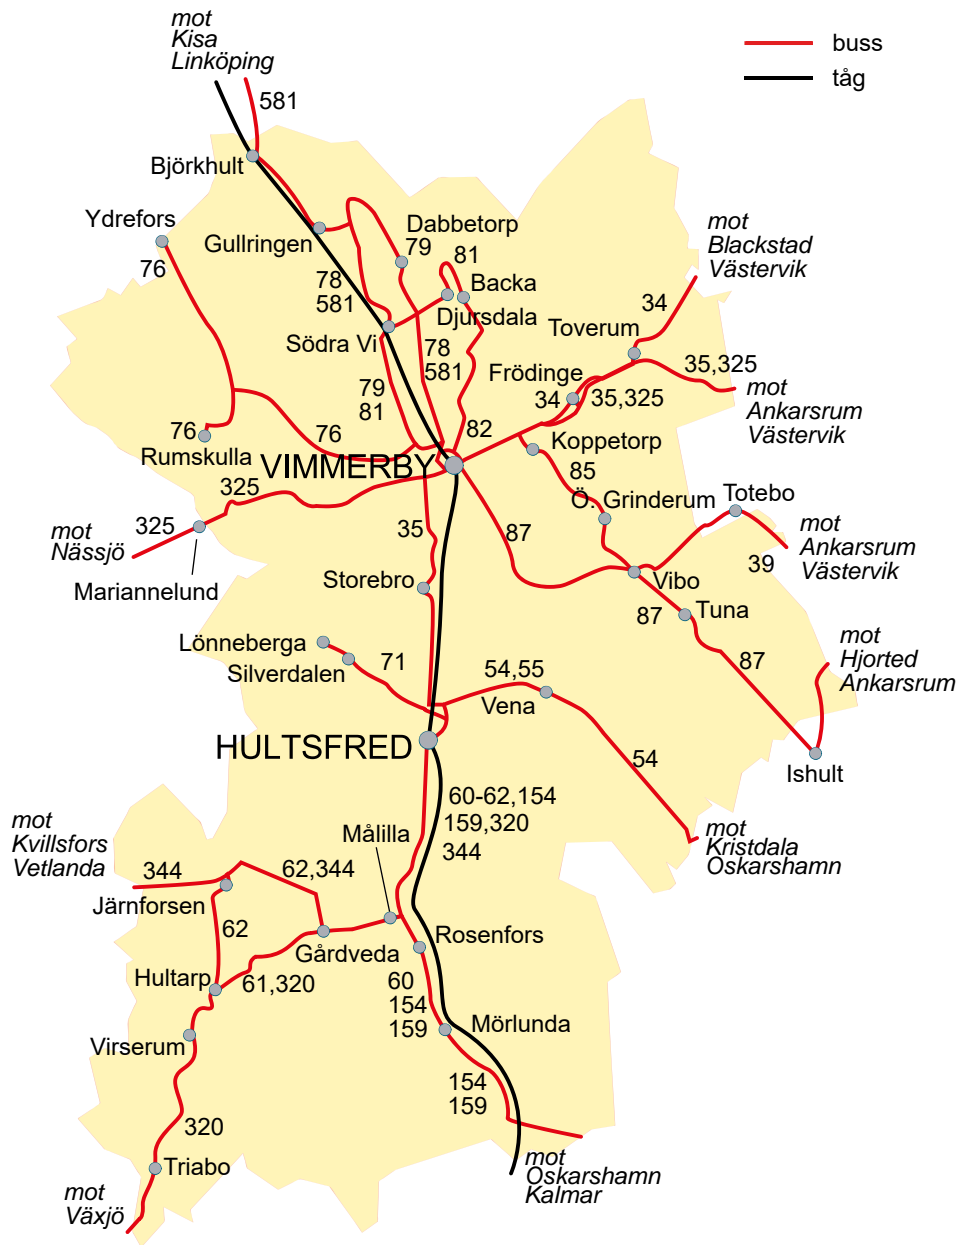 mot
Kisa
Linköping
buss
tåg
581
Björkhult
Ydrefors
Dabbetorp
79
81
mot
Blackstad
Västervik
Gullringen
76
78
581
Backa
Djursdala
34
Toverum
Södra Vi
78
581
35,325
Frödinge
79
81
34
35,325
mot
Ankarsrum
Västervik
76
76
82
Koppetorp
Rumskulla
VIMMERBY
85
325
Ö. Grinderum
Totebo
325
35
87
mot
Nässjö
mot
Ankarsrum
Västervik
39
Mariannelund
Storebro
Vibo
87
Tuna
Lönneberga
Silverdalen
71
54,55
87
mot
Hjorted
Ankarsrum
Vena
HULTSFRED
54
Ishult
60-62,154
159,320
344
mot
Kvillsfors
Vetlanda
Målilla
mot
Kristdala
Oskarshamn
344
62,344
Järnforsen
62
Gårdveda
Rosenfors
Hultarp
61,320
60
154
159
Mörlunda
Virserum
154
159
320
Triabo
mot
Oskarshamn
Kalmar
mot
Växjö